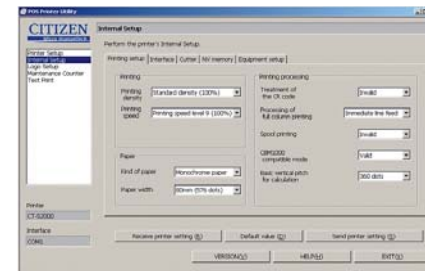 POS Printer Utility
CITIZEN
Internal Setup
Perform the printer's Internal Setup.
Printer Setup
Internal Setup
Logo Setup
Maintenance Counter
Test Print
Printing setup | Interface | Cutter | NV memory | Equipment setup
Printing
Printing density
Standard density (100%)
Printing speed
Printing speed level 9 (100%)
Paper
Kind of paper
Monochrome paper
Paper width
80mm (576 dots)
Printing processing
Treatment of the CR code
Invalid
Processing of full column printing
Immediate line feed
Spool printing
Invalid
CBM1000 compatible mode
Valid
Basic vertical pitch for calculation
360 dots
Printer
CT-S2000
Interface
COM1
Receive printer setting (R)
Default value (D)
Send printer setting (S)
VERSION(V)
HELP(H)
EXIT(X)